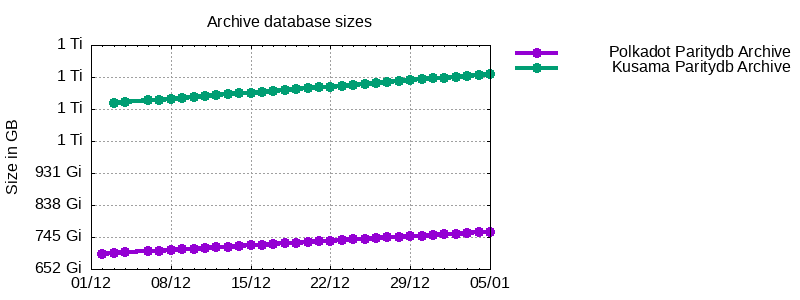 Archive database sizes
Polkadot Paritydb Archive
Kusama Paritydb Archive
Size in GB
1 Ti
1 Ti
1 Ti
1 Ti
931 Gi
838 Gi
745 Gi
652 Gi
01/12 08/12 15/12 22/12 29/12 05/01